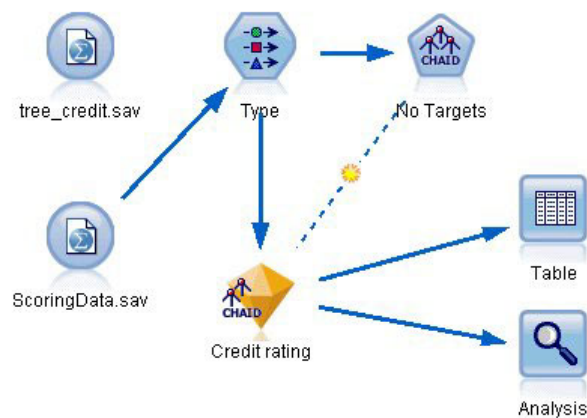 CHAID
tree_credit.sav
Type
No Targets
ScoringData.sav
CHAID
Credit rating
Table
Analysis